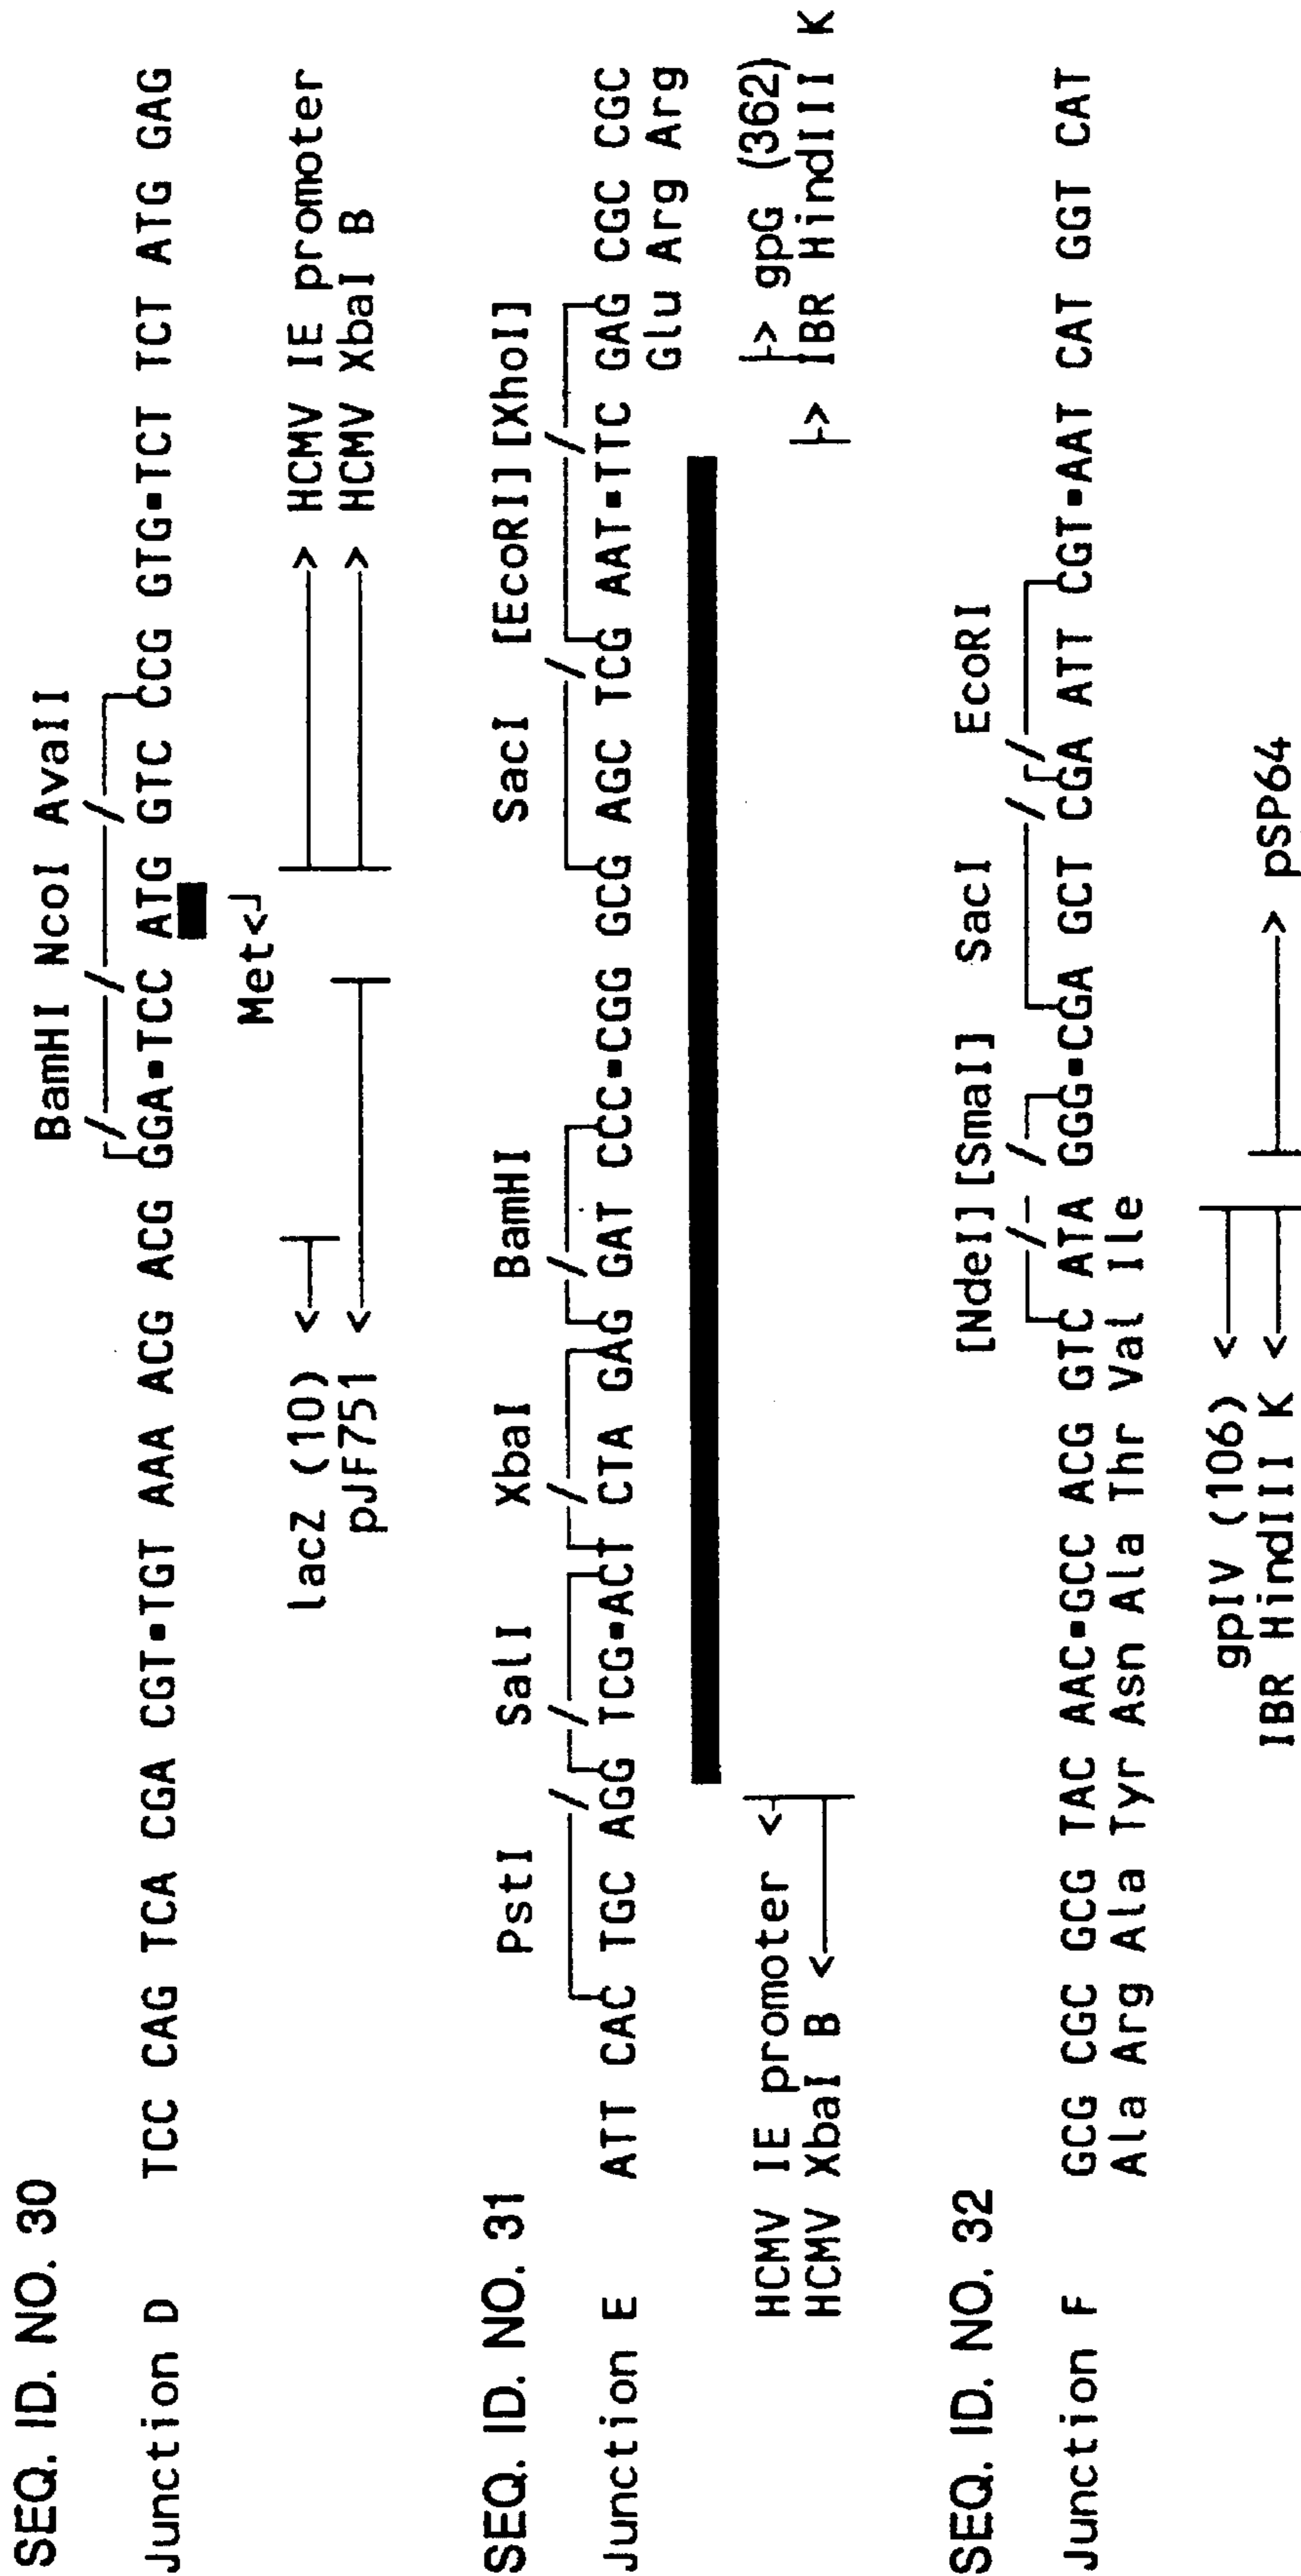 SEQ. ID. NO. 30
BamHI NcoI AvaII
Junction D TCC CAG TCA CGA CGT▪TGT AAA ACG ACG GGA▪TCC ATG GTC CCG GTG▪TCT TCT ATG GAG
Met<
lacZ (10) < > HCMV IE promoter
pJF751 < > HCMV XbaI B
SEQ. ID. NO. 31
PstI SalI XbaI BamHI SacI [EcoRI][XhoI]
Junction E ATT CAC TGC AGG TCG▪ACT CTA GAG GAT CCC▪CGG GCG AGC TCG AAT▪TTC GAG CGC CGC
Glu Arg Arg
HCMV IE promoter < > gpG (362)
HCMV XbaI B < > IBR HindIII K
SEQ. ID. NO. 32
[NdeI][SmaI] SacI EcoRI
Junction F GCG CGC GCG TAC AAC▪GCC ACG GTC ATA GGG▪CGA GCT CGA ATT CGT▪AAT CAT GGT CAT
Ala Arg Ala Tyr Asn Ala Thr Val Ile
gpIV (106) < > pSP64
IBR HindIII K <